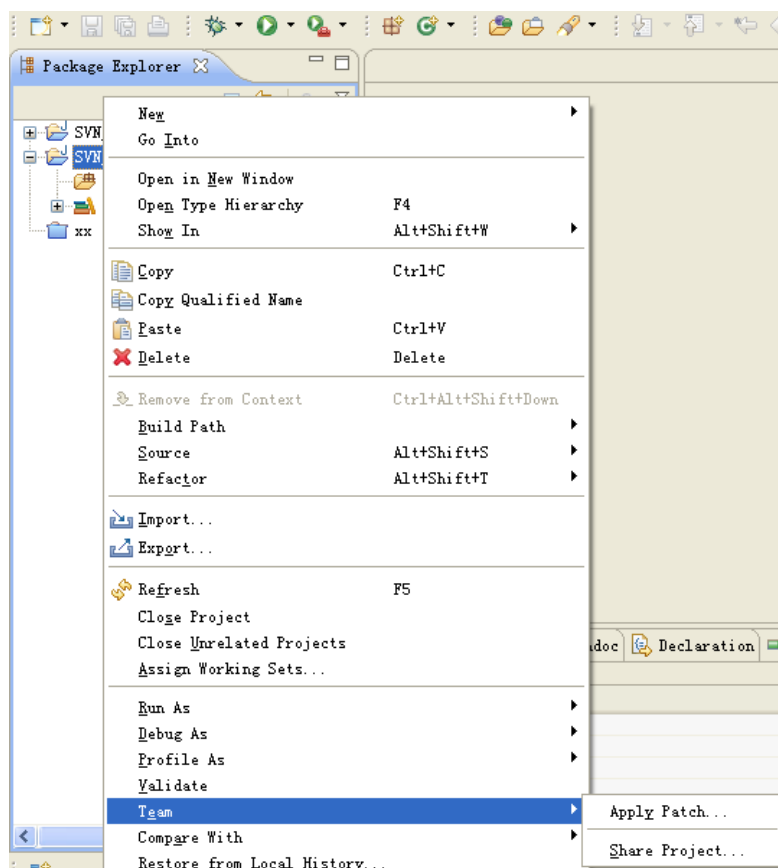 Package Explorer
SVN
SVN
xx
New
Go Into
Open in New Window
Open Type Hierarchy F4
Show In Alt+Shift+W
Copy Ctrl+C
Copy Qualified Name
Paste Ctrl+V
Delete Delete
Remove from Context Ctrl+Alt+Shift+Down
Build Path
Source Alt+Shift+S
Refactor Alt+Shift+T
Import...
Export...
Refresh F5
Close Project
Close Unrelated Projects
Assign Working Sets...
doc Declaration
Run As
Debug As
Profile As
Validate
Team
Apply Patch...
Compare With
Share Project...
Restore from Local History...